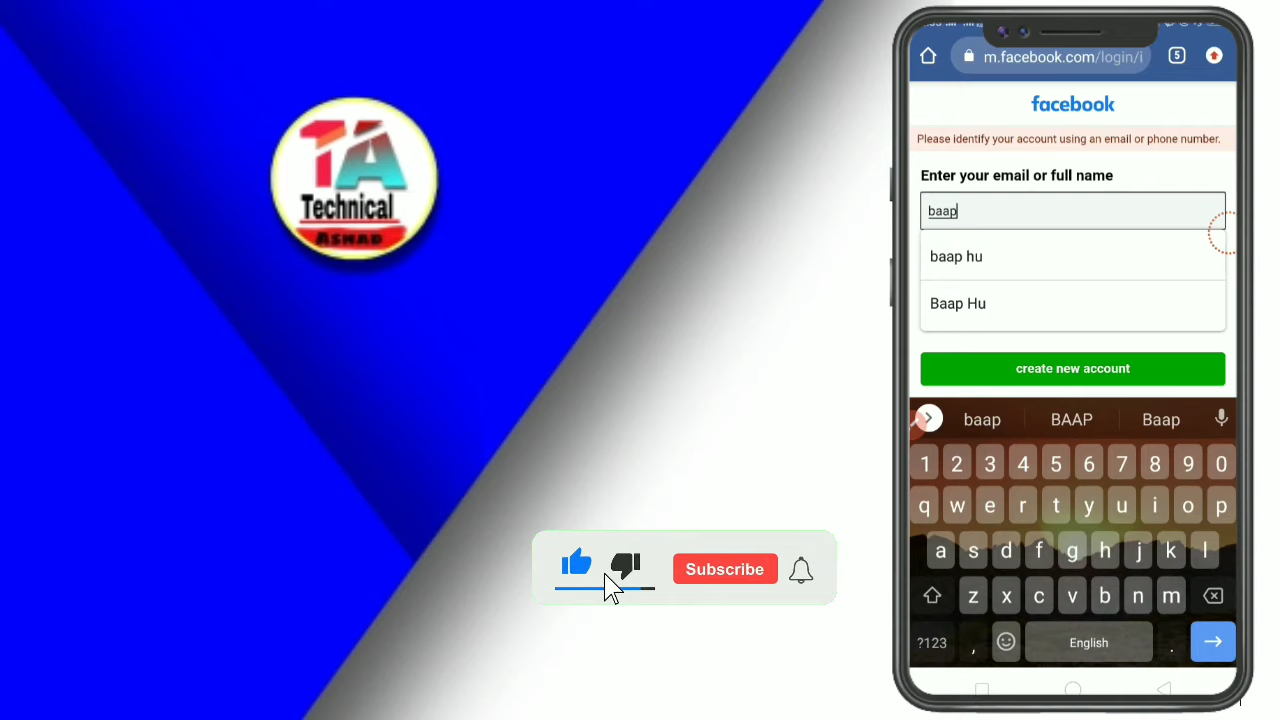 TA
Technical
ASHAD
m.facebook.com/login/i
5
facebook
Please identify your account using an email or phone number.
Enter your email or full name
baap
baap hu
Baap Hu
create new account
baap BAAP Baap
1 2 3 4 5 6 7 8 9 0
q w e r t y u i o p
a s d f g h j k l
z x c v b n m
?123 , English .
Subscribe